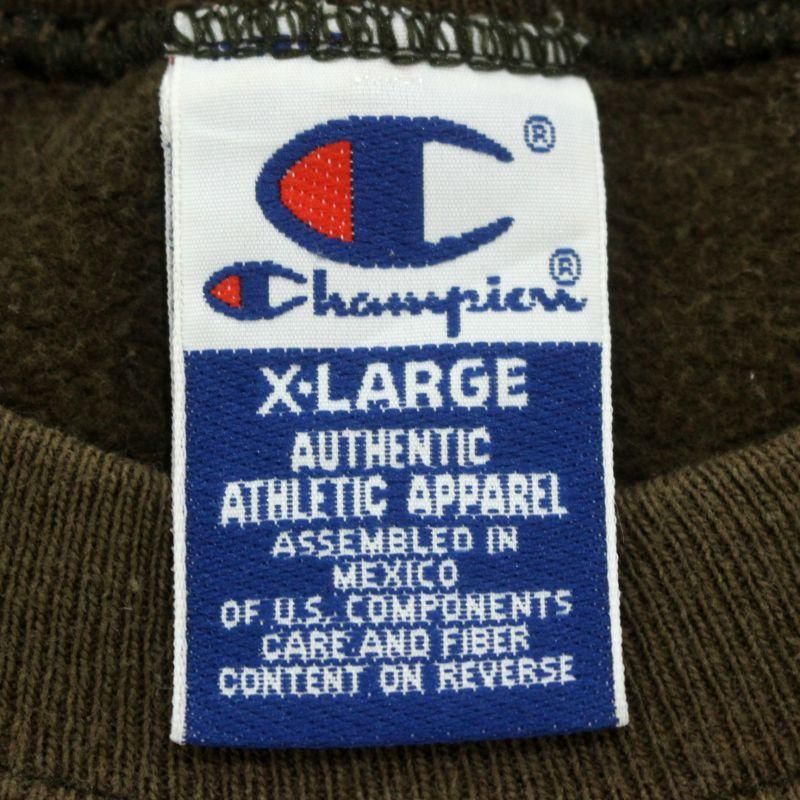 ®
Champion®
X·LARGE
AUTHENTIC
ATHLETIC APPAREL
ASSEMBLED IN
MEXICO
OF U.S. COMPONENTS
CARE AND FIBER
CONTENT ON REVERSE